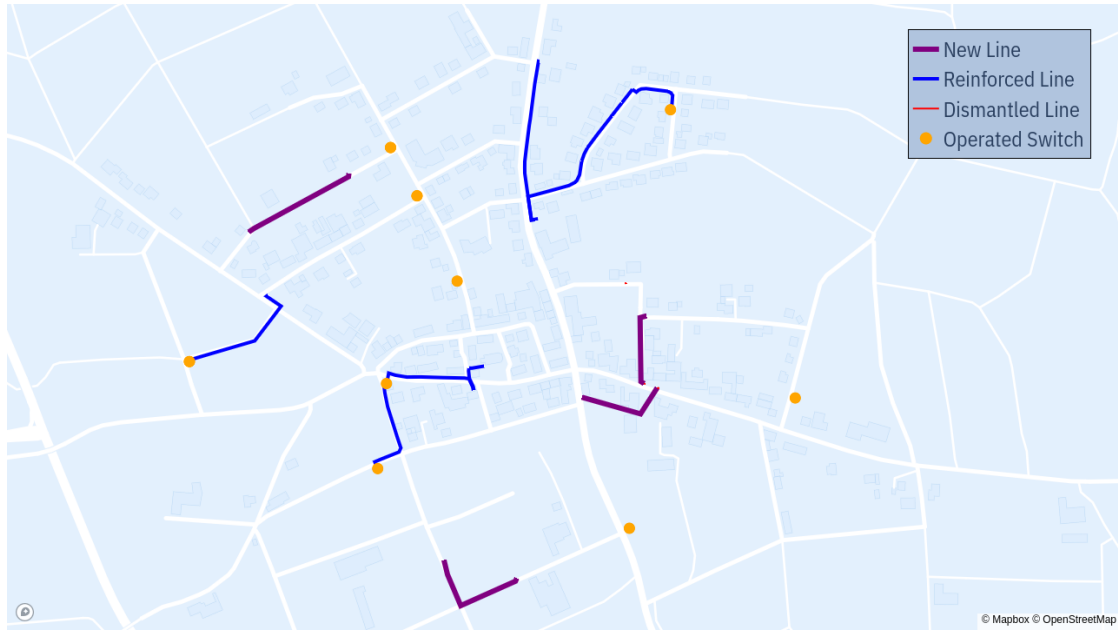 New Line
Reinforced Line
Dismantled Line
Operated Switch
© Mapbox © OpenStreetMap